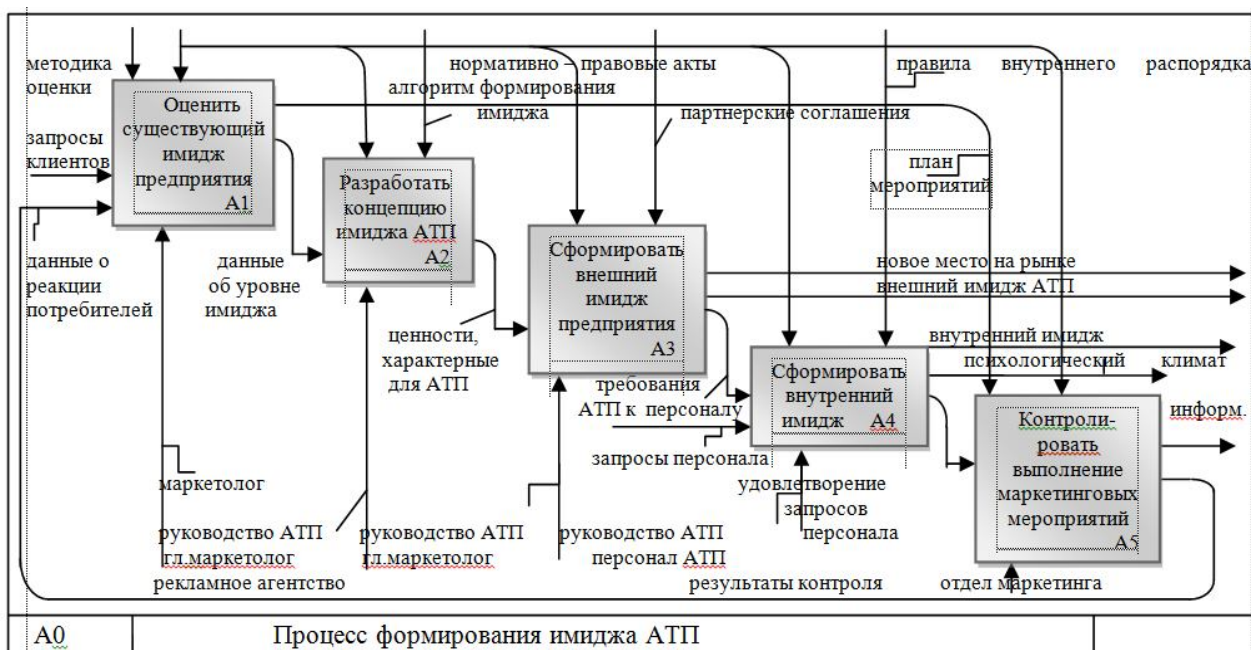 методика
оценки
нормативно – правовые акты
алгоритм формирования
имиджа
правила внутреннего распорядка
партнерские соглашения
Оценить
существующий
имидж
предприятия
А1
запросы
клиентов
план
мероприятий
Разработать
концепцию
имиджа АТП
А2
данные о
реакции
потребителей
данные
об уровне
имиджа
Сформировать
внешний
имидж
предприятия
А3
новое место на рынке
внешний имидж АТП
ценности,
характерные
для АТП
внутренний имидж
психологический климат
требования
АТП к персоналу
Сформировать
внутренний
имидж А4
запросы персонала
информ.
Контроли-
ровать
выполнение
маркетинговых
мероприятий
А5
маркетолог
удовлетворение
запросов
персонала
руководство АТП
гл.маркетолог
рекламное агентство
руководство АТП
гл.маркетолог
руководство АТП
персонал АТП
результаты контроля
отдел маркетинга
А0
Процесс формирования имиджа АТП